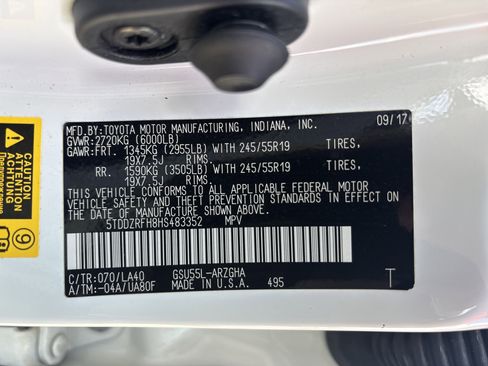 MFD.BY:TOYOTA MOTOR MANUFACTURING, INDIANA, INC. 09/17
GVWR:2720KG (6000LB)
GAWR:FRT. 1345KG (2955LB) WITH 245/55R19 TIRES,
19X7.5J RIMS.
RR. 1590KG (3505LB) WITH 245/55R19 TIRES,
19X7.5J RIMS.
THIS VEHICLE CONFORMS TO ALL APPLICABLE FEDERAL MOTOR
VEHICLE SAFETY AND THEFT PREVENTION STANDARDS IN EFFECT
ON THE DATE OF MANUFACTURE SHOWN ABOVE.
5TDDZRFH8HS483352 MPV
C/TR:070/LA40 GSU55L-ARZGHA
A/TM:-04A/UA80F MADE IN U.S.A. 495 T
CAUTION
ATTENTION
ACHTUNG
9